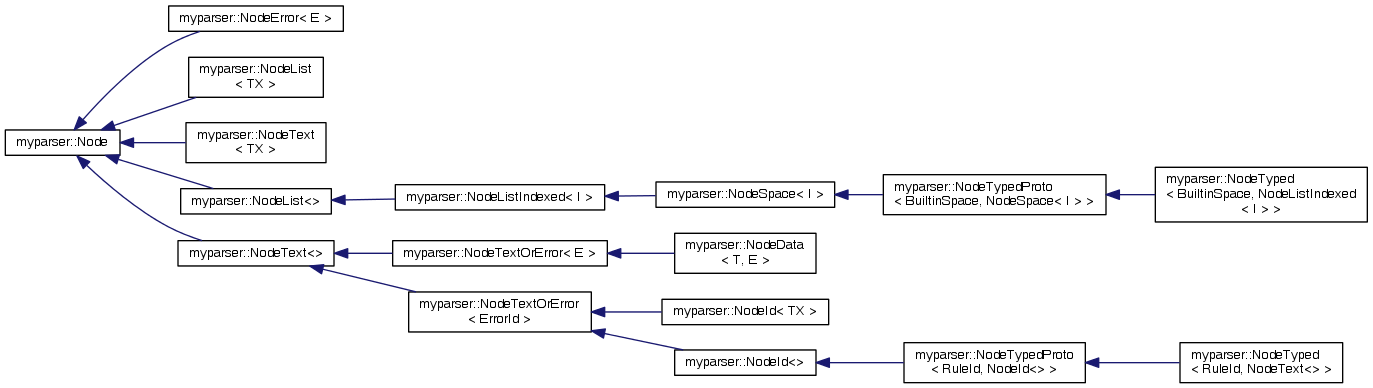 myparser::NodeError< E >
myparser::NodeList
< TX >
myparser::Node
myparser::NodeText
< TX >
myparser::NodeList<>
myparser::NodeListIndexed< I >
myparser::NodeSpace< I >
myparser::NodeTypedProto
< BuiltinSpace, NodeSpace< I > >
myparser::NodeTyped
< BuiltinSpace, NodeListIndexed
< I > >
myparser::NodeText<>
myparser::NodeTextOrError< E >
myparser::NodeData
< T, E >
myparser::NodeTextOrError
< ErrorId >
myparser::NodeId< TX >
myparser::NodeId<>
myparser::NodeTypedProto
< RuleId, NodeId<> >
myparser::NodeTyped
< RuleId, NodeText<> >